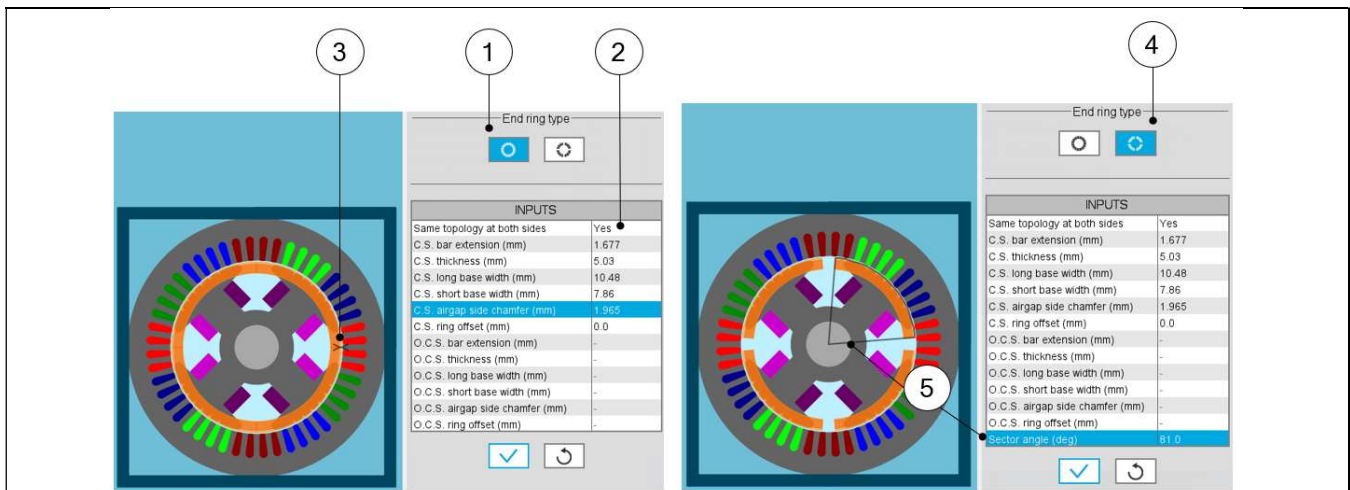 3
1
2
4
End ring type
INPUTS
Same topology at both sides Yes
C.S. bar extension (mm) 1.677
C.S. thickness (mm) 5.03
C.S. long base width (mm) 10.48
C.S. short base width (mm) 7.86
C.S. airgap side chamfer (mm) 1.965
C.S. ring offset (mm) 0.0
O.C.S. bar extension (mm) -
O.C.S. thickness (mm) -
O.C.S. long base width (mm) -
O.C.S. short base width (mm) -
O.C.S. airgap side chamfer (mm) -
O.C.S. ring offset (mm) -
End ring type
INPUTS
Same topology at both sides Yes
C.S. bar extension (mm) 1.677
C.S. thickness (mm) 5.03
C.S. long base width (mm) 10.48
C.S. short base width (mm) 7.86
C.S. airgap side chamfer (mm) 1.965
C.S. ring offset (mm) 0.0
O.C.S. bar extension (mm) -
O.C.S. thickness (mm) -
O.C.S. long base width (mm) -
O.C.S. short base width (mm) -
O.C.S. airgap side chamfer (mm) -
O.C.S. ring offset (mm) -
Sector angle (deg) 81.0
5